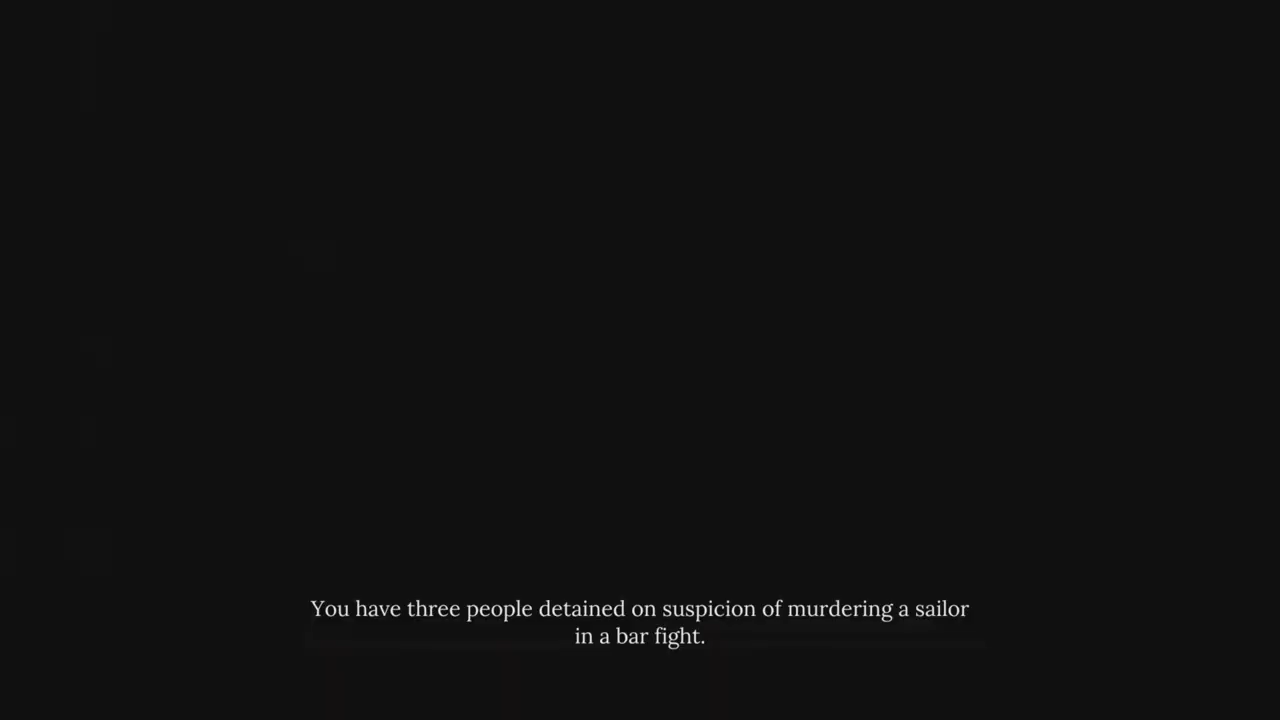 You have three people detained on suspicion of murdering a sailor
in a bar fight.